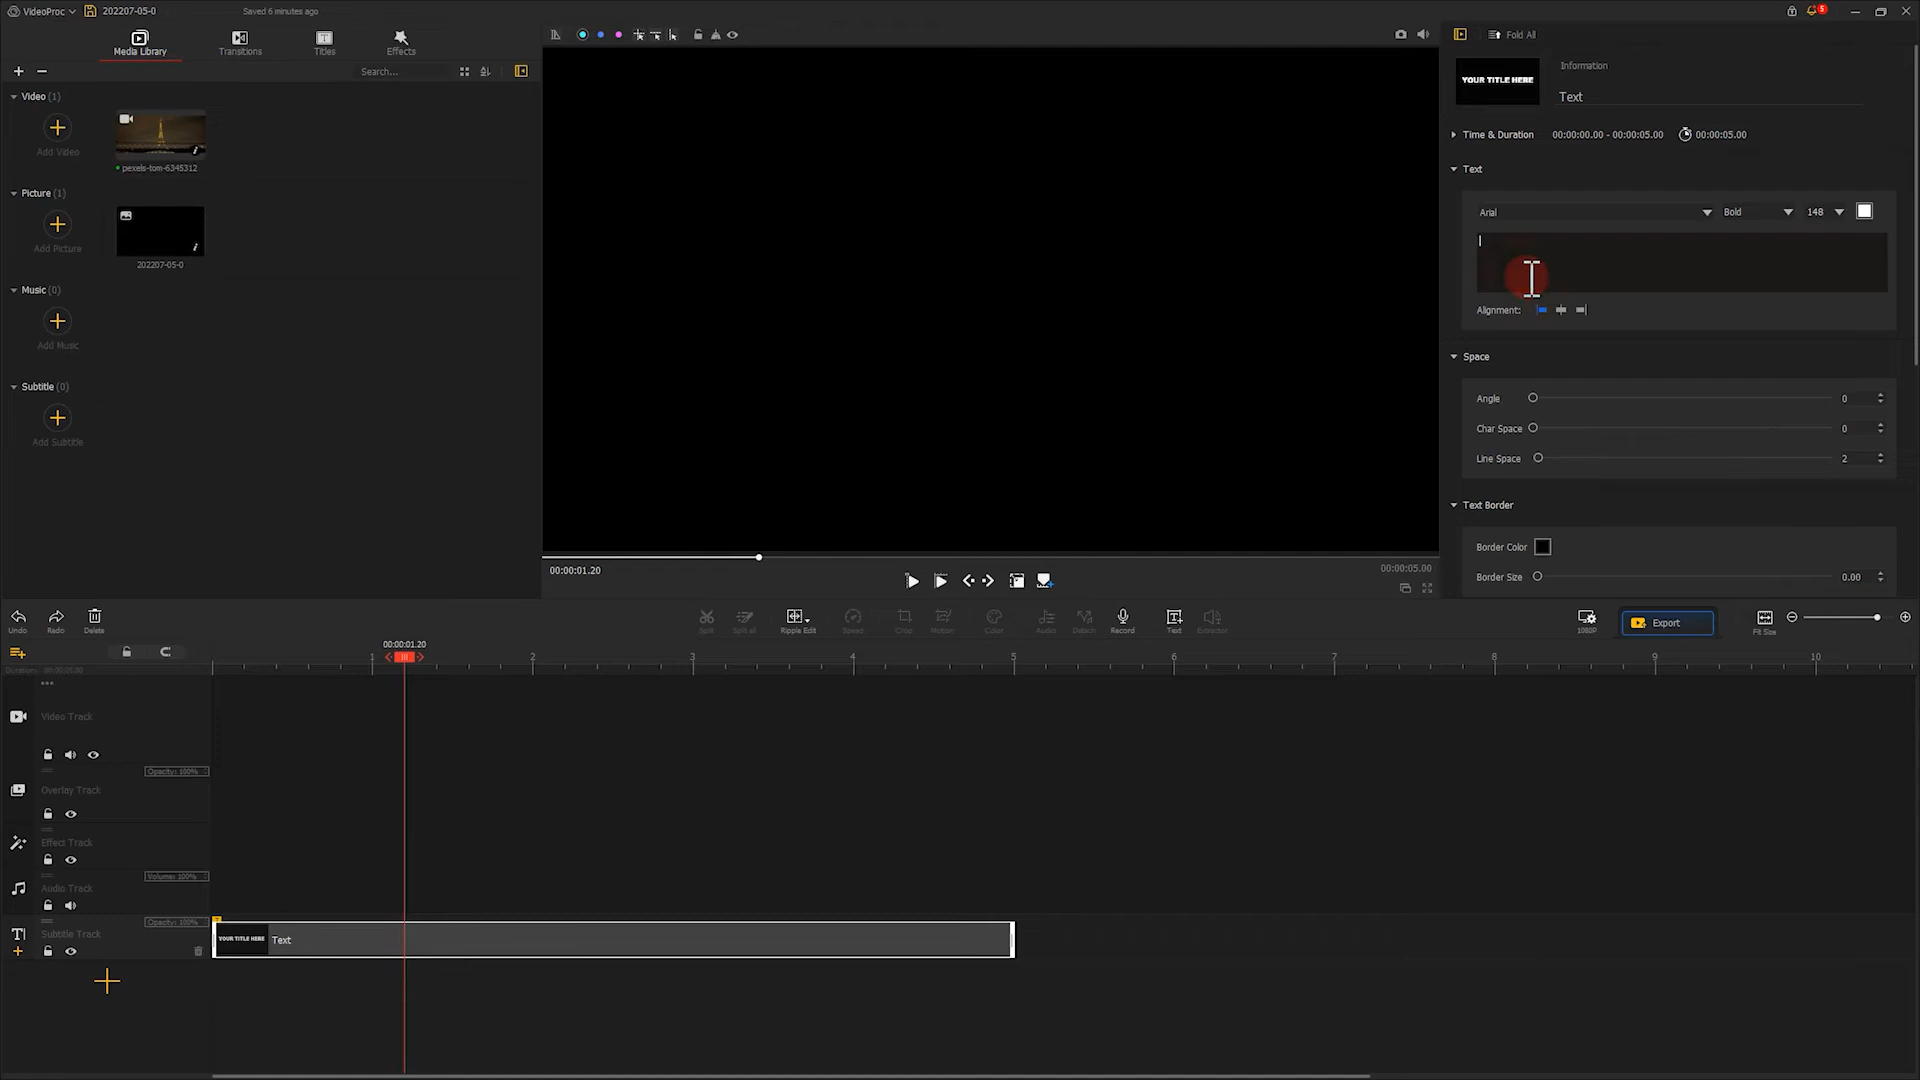 VideoProc
202207-05-0
Saved 6 minutes ago
5
Media Library
Transitions
Titles
Effects
Fold All
Search...
Information
YOUR TITLE HERE
Text
Video (1)
Add Video
pexels-tom-6345312
Time & Duration
00:00:00.00 - 00:00:05.00
00:00:05.00
Text
Picture (1)
Add Picture
202207-05-0
Arial
Bold
148
Alignment:
Music (0)
Add Music
Space
Angle
0
Char Space
0
Line Space
2
Subtitle (0)
Add Subtitle
Text Border
Border Color
Border Size
0.00
00:00:01.20
00:00:05.00
Undo
Redo
Delete
Split
Split all
Ripple Edit
Speed
Crop
Motion
Color
Audio
Detach
Record
Text
Extractor
1080P
Export
Fit Size
00:00:01.20
1
2
3
4
5
6
7
8
9
10
Duration: 00:00:05.00
Video Track
Opacity: 100%
Overlay Track
Effect Track
Volume: 100%
Audio Track
Opacity: 100%
Subtitle Track
YOUR TITLE HERE
Text